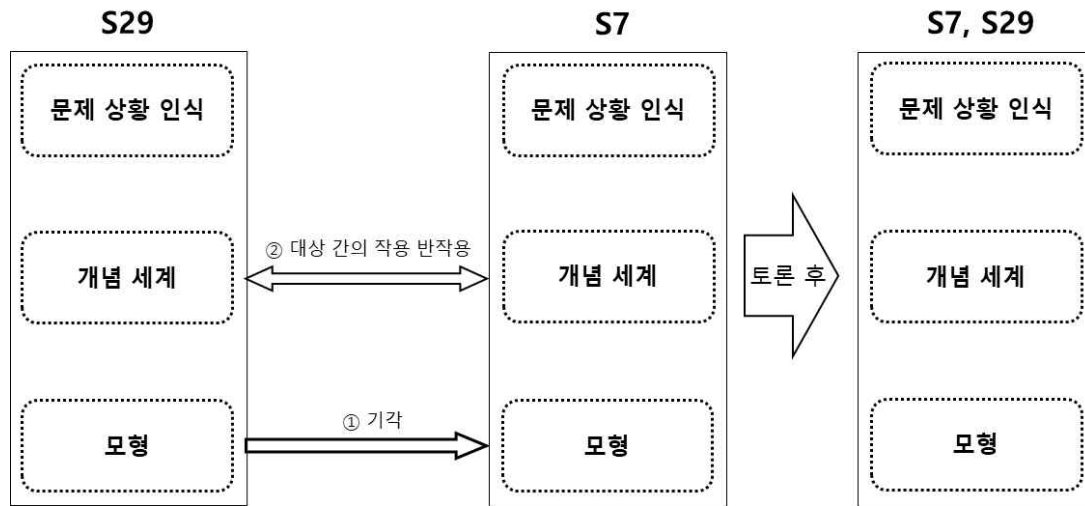 S29
S7
S7, S29
문제 상황 인식
문제 상황 인식
문제 상황 인식
② 대상 간의 작용 반작용
개념 세계
개념 세계
토론 후
개념 세계
① 기각
모형
모형
모형